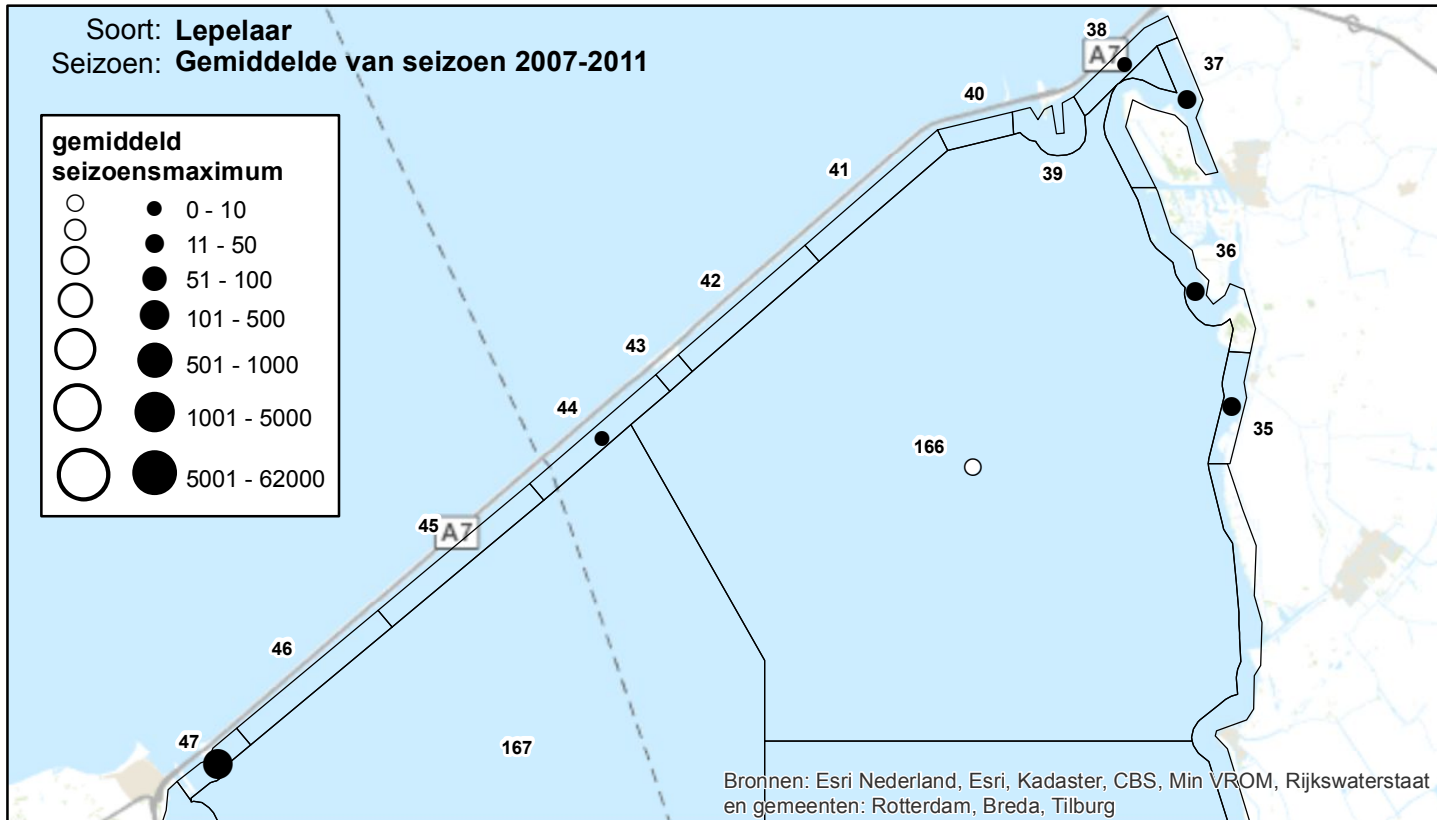 Soort: Lepelaar
Seizoen: Gemiddelde van seizoen 2007-2011
gemiddeld
seizoensmaximum
0 - 10
11 - 50
51 - 100
101 - 500
501 - 1000
1001 - 5000
5001 - 62000
38
A7
37
40
41
39
36
42
43
44
35
166
45
A7
46
47
167
Bronnen: Esri Nederland, Esri, Kadaster, CBS, Min VROM, Rijkswaterstaat
en gemeenten: Rotterdam, Breda, Tilburg